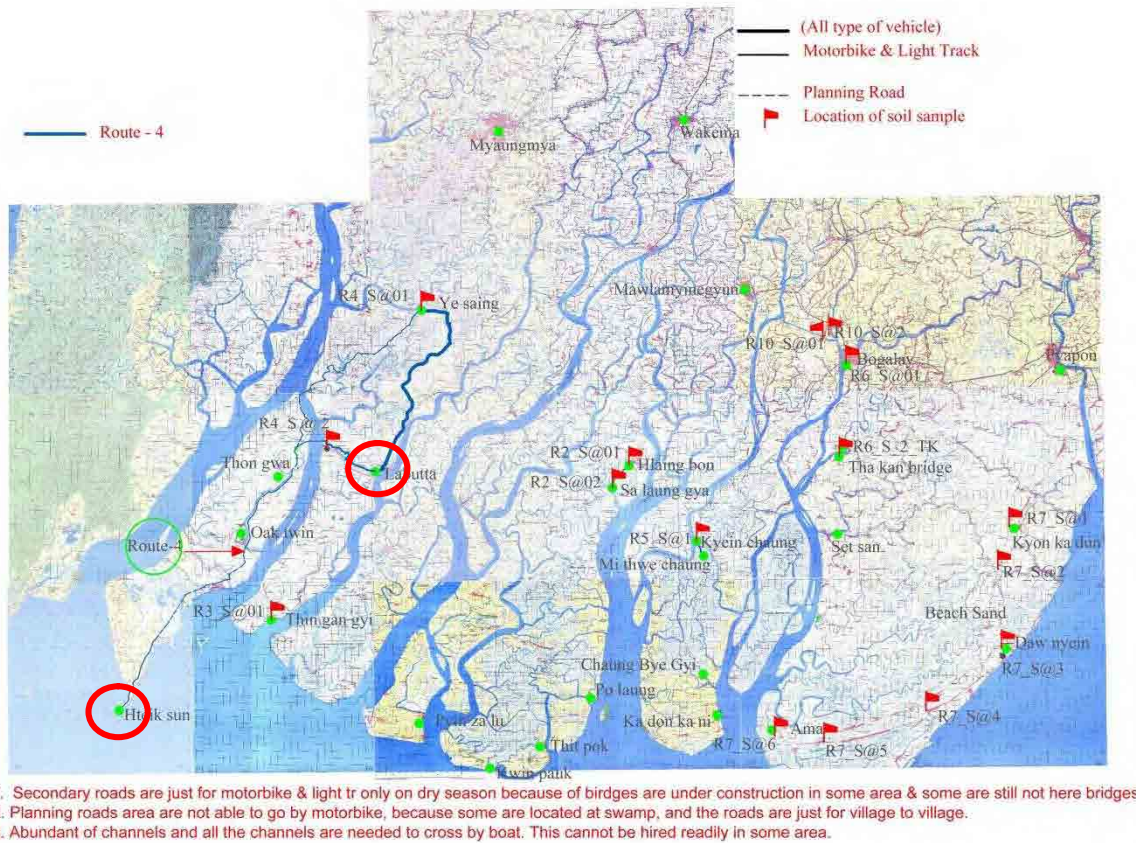 (All type of vehicle)
Motorbike & Light Track
Planning Road
Location of soil sample
Route - 4
Wakema
Myaungmya
R4_S@01
Ye saing
Mawlamyinegyun
R10_S@2
R10_S@01
Bogalay
R6_S@01
Pyapon
R4_S@2
Thon gwa
Labutta
R2_S@01
Hlaing bon
R2_S@02
Sa laung gya
R6_S@2_TK
Tha kan bridge
Oak twin
Route-4
R5_S@1
Kyein chaung
Mi thwe chaung
Set san
R7_S@1
Kyon ka dun
R7_S@2
R3_S@01
Thin gan gyi
Beach Sand
Daw nyein
R7_S@3
Chaung Bye Gyi
Po laung
Hteik sun
Pyin za lu
Ka don ka ni
R7_S@4
R7_S@6
Ama
R7_S@5
Thit pok
Kwin pauk
. Secondary roads are just for motorbike & light tr only on dry season because of birdges are under construction in some area & some are still not here bridges
. Planning roads area are not able to go by motorbike, because some are located at swamp, and the roads are just for village to village.
. Abundant of channels and all the channels are needed to cross by boat. This cannot be hired readily in some area.